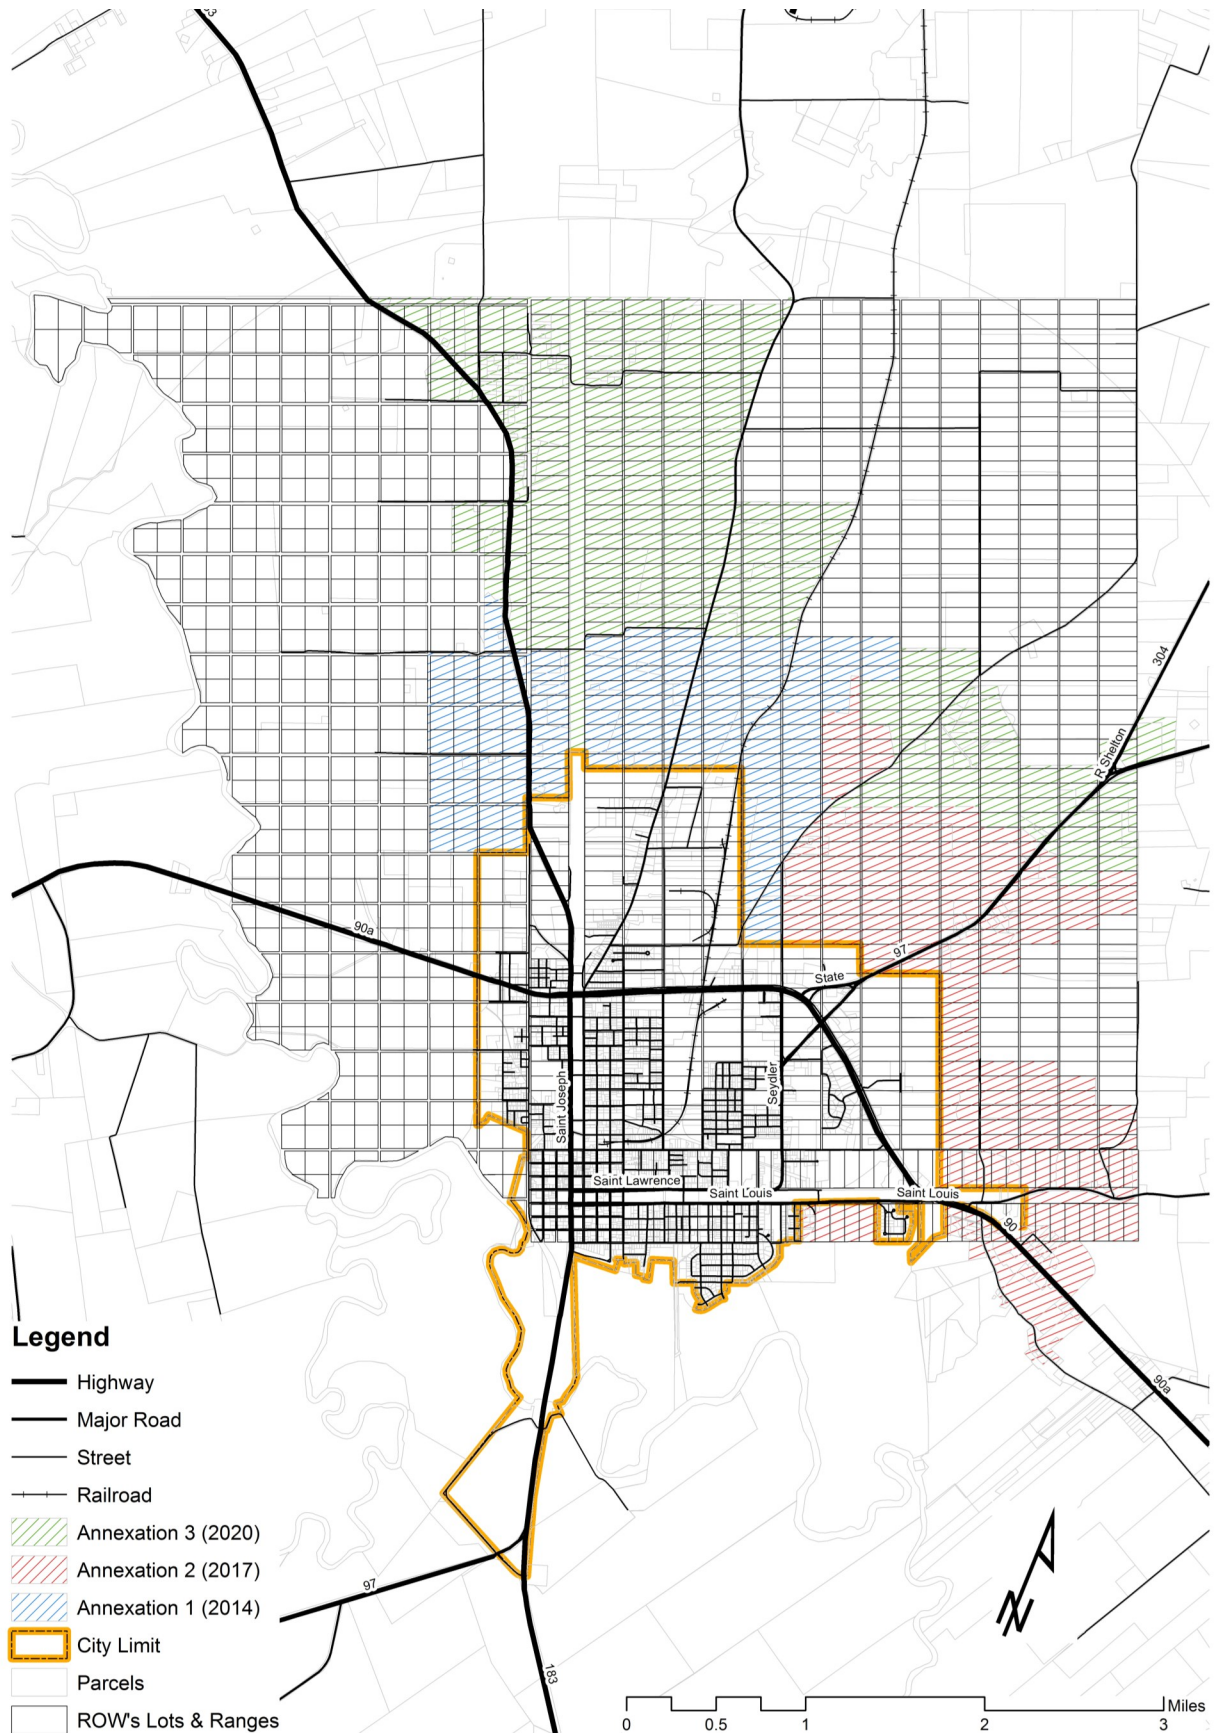 304
R Shelton
90a
97
State
Saint Joseph
Seydler
Saint Lawrence
Saint Louis
Saint Louis
90
90a
97
183
Legend
Highway
Major Road
Street
Railroad
Annexation 3 (2020)
Annexation 2 (2017)
Annexation 1 (2014)
City Limit
Parcels
ROW's Lots & Ranges
N
Miles
0 0.5 1 2 3